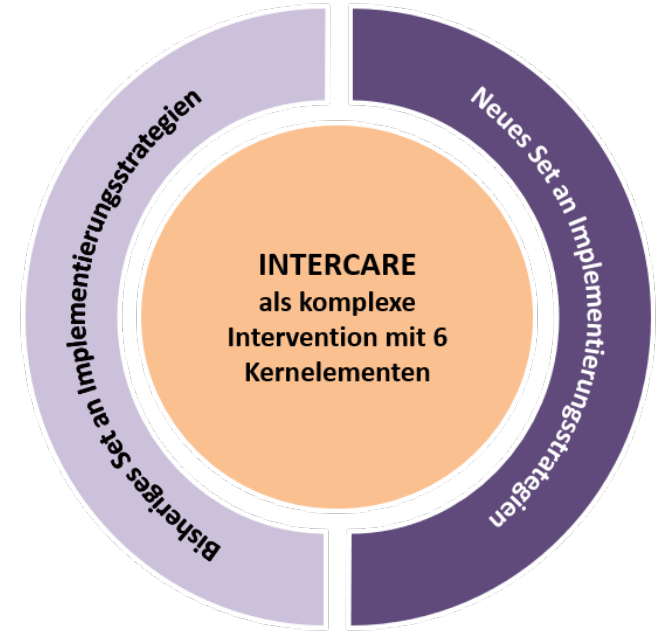 Bisheriges Set an Implementierungsstrategien
Neues Set an Implementierungsstrategien
INTERCARE
als komplexe
Intervention mit 6
Kernelementen